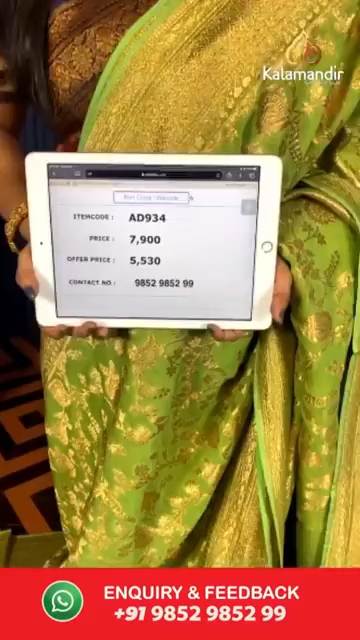 Kalamandir
ITEMCODE : AD934
PRICE : 7,900
OFFER PRICE : 5,530
CONTACT NO : 9852 9852 99
ENQUIRY & FEEDBACK
+91 9852 9852 99